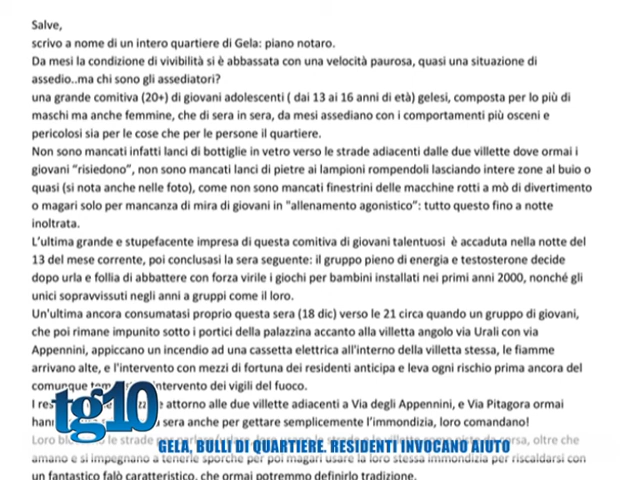 Salve,
scrivo a nome di un intero quartiere di Gela: piano notaro.
Da mesi la condizione di vivibilità si è abbassata con una velocità paurosa, quasi una situazione di
assedio..ma chi sono gli assediatori?
una grande comitiva (20+) di giovani adolescenti ( dai 13 ai 16 anni di età) gelesi, composta per lo più di
maschi ma anche femmine, che di sera in sera, da mesi assediano con i comportamenti più osceni e
pericolosi sia per le cose che per le persone il quartiere.
Non sono mancati infatti lanci di bottiglie in vetro verso le strade adiacenti dalle due villette dove ormai i
giovani “risiedono”, non sono mancati lanci di pietre ai lampioni rompendoli lasciando intere zone al buio o
quasi (si nota anche nelle foto), come non sono mancati finestrini delle macchine rotti a mò di divertimento
o magari solo per mancanza di mira di giovani in "allenamento agonistico”: tutto questo fino a notte
inoltrata.
L’ultima grande e stupefacente impresa di questa comitiva di giovani talentuosi è accaduta nella notte del
13 del mese corrente, poi conclusasi la sera seguente: il gruppo pieno di energia e testosterone decide
dopo urla e follia di abbattere con forza virile i giochi per bambini installati nei primi anni 2000, nonché gli
unici sopravvissuti negli anni a gruppi come il loro.
Un'ultima ancora consumatasi proprio questa sera (18 dic) verso le 21 circa quando un gruppo di giovani,
che poi rimane impunito sotto i portici della palazzina accanto alla villetta angolo via Urali con via
Appennini, appiccano un incendio ad una cassetta elettrica all'interno della villetta stessa, le fiamme
arrivano alte, e l'intervento con mezzi di fortuna dei residenti anticipa e leva ogni rischio prima ancora del
comunque intervento dei vigili del fuoco.
I attorno alle due villette adiacenti a Via degli Appennini, e Via Pitagora ormai
sera anche per gettare semplicemente l’immondizia, loro comandano!
Loro le strade
tg10
GELA, BULLI DI QUARTIERE. RESIDENTI INVOCANO AIUTO
amano e si impegnano a tenerle sporche per poi magari usare la loro stessa immondizia per riscaldarsi con
un fantastico falò caratteristico, che ormai potremmo definirlo tradizione.